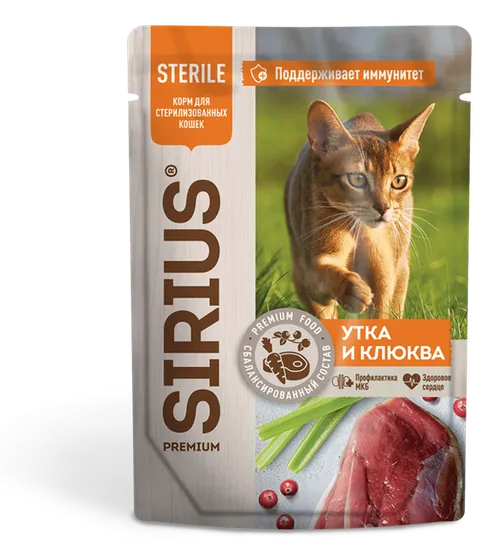 STERILE
КОРМ ДЛЯ
СТЕРИЛИЗОВАННЫХ
КОШЕК
Поддерживает иммунитет
SIRIUS®
PREMIUM
PREMIUM FOOD
СБАЛАНСИРОВАННЫЙ СОСТАВ
УТКА
И КЛЮКВА
Профилактика
МКБ
Здоровое
сердце